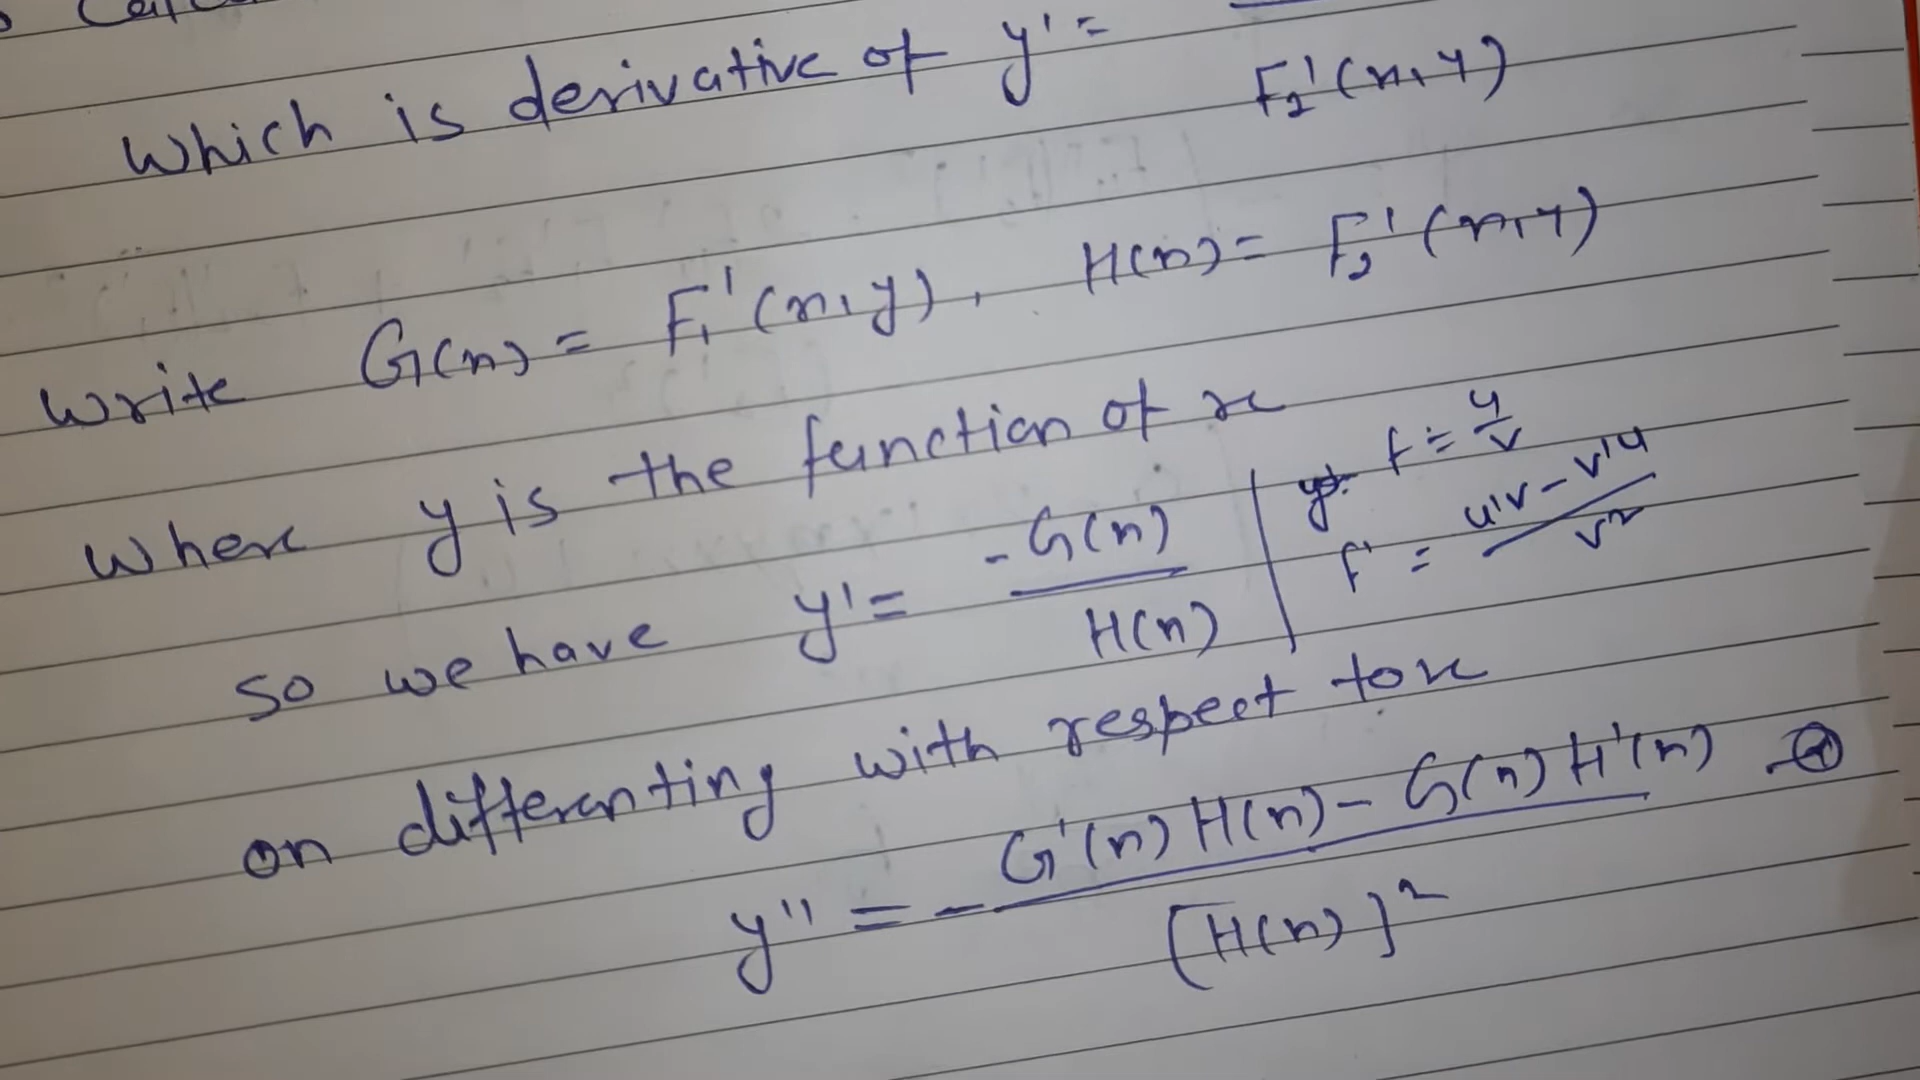 Which is derivative of y' =
F₂'(x,y)
Write G(x) = F₁'(x,y), H(x) = F₂'(x,y)
Where y is the function of x
f = u/v
So we have y' = -G(x)/H(x)
f' = (u'v - v'u)/v²
on differenting with respect to x
y'' = - (G'(x) H(x) - G(x) H'(x))/[H(x)]²